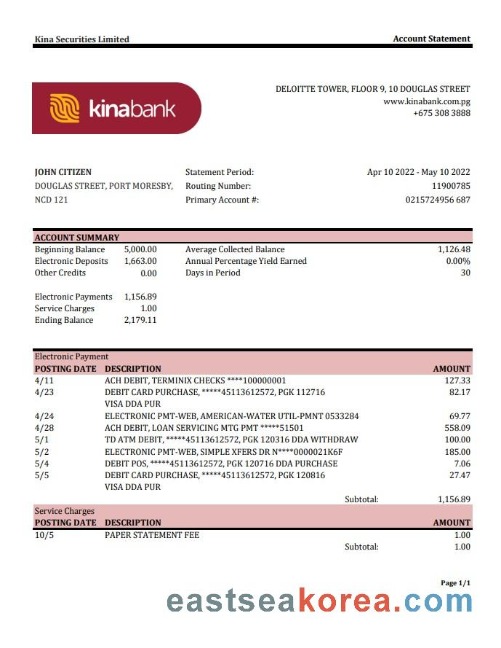 Kina Securities Limited Account Statement
kinabank
DELOITTE TOWER, FLOOR 9, 10 DOUGLAS STREET
www.kinabank.com.pg
+675 308 3888
JOHN CITIZEN Statement Period: Apr 10 2022 - May 10 2022
DOUGLAS STREET, PORT MORESBY, Routing Number: 11900785
NCD 121 Primary Account #: 0215724956 687
ACCOUNT SUMMARY
Beginning Balance 5,000.00 Average Collected Balance 1,126.48
Electronic Deposits 1,663.00 Annual Percentage Yield Earned 0.00%
Other Credits 0.00 Days in Period 30
Electronic Payments 1,156.89
Service Charges 1.00
Ending Balance 2,179.11
Electronic Payment
POSTING DATE DESCRIPTION AMOUNT
4/11 ACH DEBIT, TERMINIX CHECKS ****100000001 127.33
4/23 DEBIT CARD PURCHASE, *****45113612572, PGK 112716 82.17
VISA DDA PUR
4/24 ELECTRONIC PMT-WEB, AMERICAN-WATER UTIL-PMNT 0533284 69.77
4/28 ACH DEBIT, LOAN SERVICING MTG PMT *****51501 558.09
5/1 TD ATM DEBIT, *****45113612572, PGK 120316 DDA WITHDRAW 100.00
5/2 ELECTRONIC PMT-WEB, SIMPLE XFERS DR N****0000021K6F 185.00
5/4 DEBIT POS, *****45113612572, PGK 120716 DDA PURCHASE 7.06
5/5 DEBIT CARD PURCHASE, *****45113612572, PGK 120816 27.47
VISA DDA PUR
Subtotal: 1,156.89
Service Charges
POSTING DATE DESCRIPTION AMOUNT
10/5 PAPER STATEMENT FEE 1.00
Subtotal: 1.00
Page 1/1
eastseakorea.com